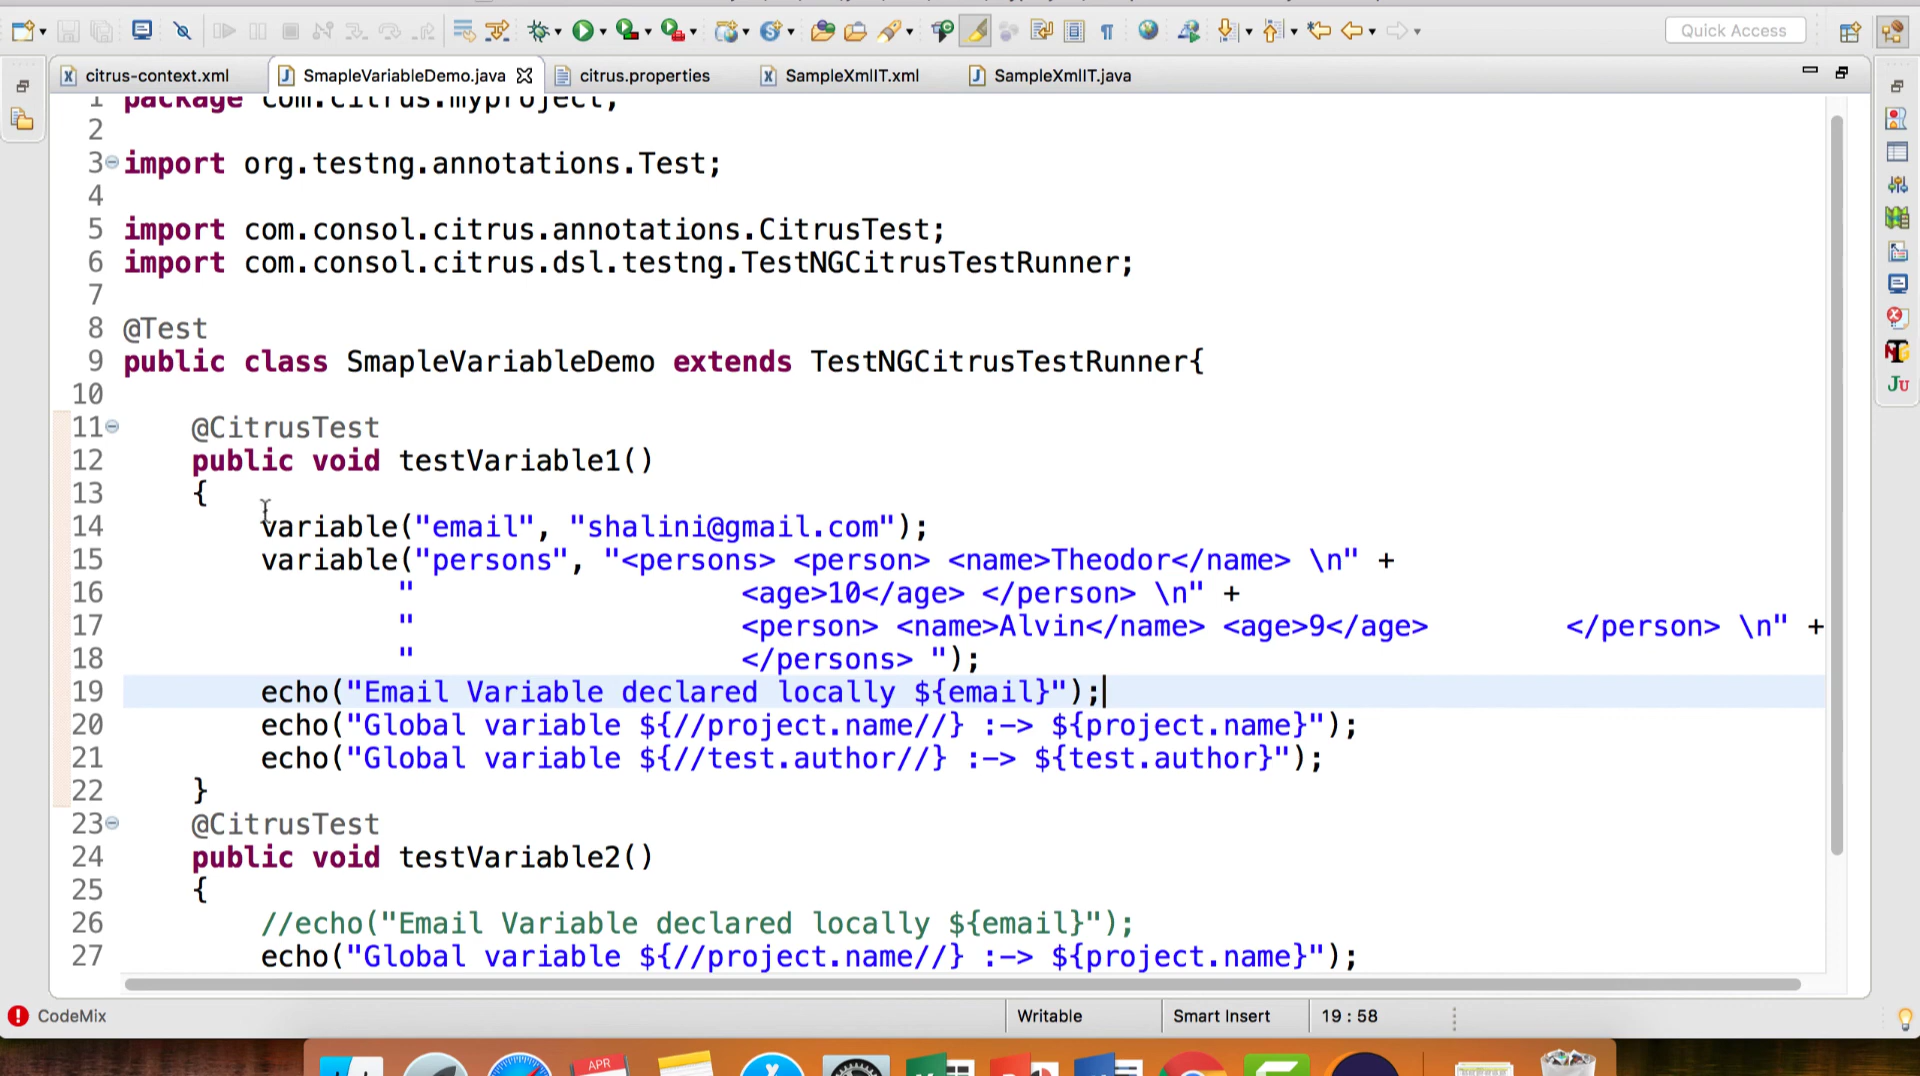 Quick Access
citrus-context.xml
SmapleVariableDemo.java
citrus.properties
SampleXmlIT.xml
SampleXmlIT.java
1 package com.citrus.myproject;
2
3 import org.testng.annotations.Test;
4
5 import com.consol.citrus.annotations.CitrusTest;
6 import com.consol.citrus.dsl.testng.TestNGCitrusTestRunner;
7
8 @Test
9 public class SmapleVariableDemo extends TestNGCitrusTestRunner{
10
11 @CitrusTest
12 public void testVariable1()
13 {
14 variable("email", "shalini@gmail.com");
15 variable("persons", "<persons> <person> <name>Theodor</name> \n" +
16 " <age>10</age> </person> \n" +
17 " <person> <name>Alvin</name> <age>9</age> </person> \n" +
18 " </persons> ");
19 echo("Email Variable declared locally ${email}");
20 echo("Global variable ${//project.name//} :-> ${project.name}");
21 echo("Global variable ${//test.author//} :-> ${test.author}");
22 }
23 @CitrusTest
24 public void testVariable2()
25 {
26 //echo("Email Variable declared locally ${email}");
27 echo("Global variable ${//project.name//} :-> ${project.name}");
Ju
CodeMix
Writable
Smart Insert
19 : 58
APR